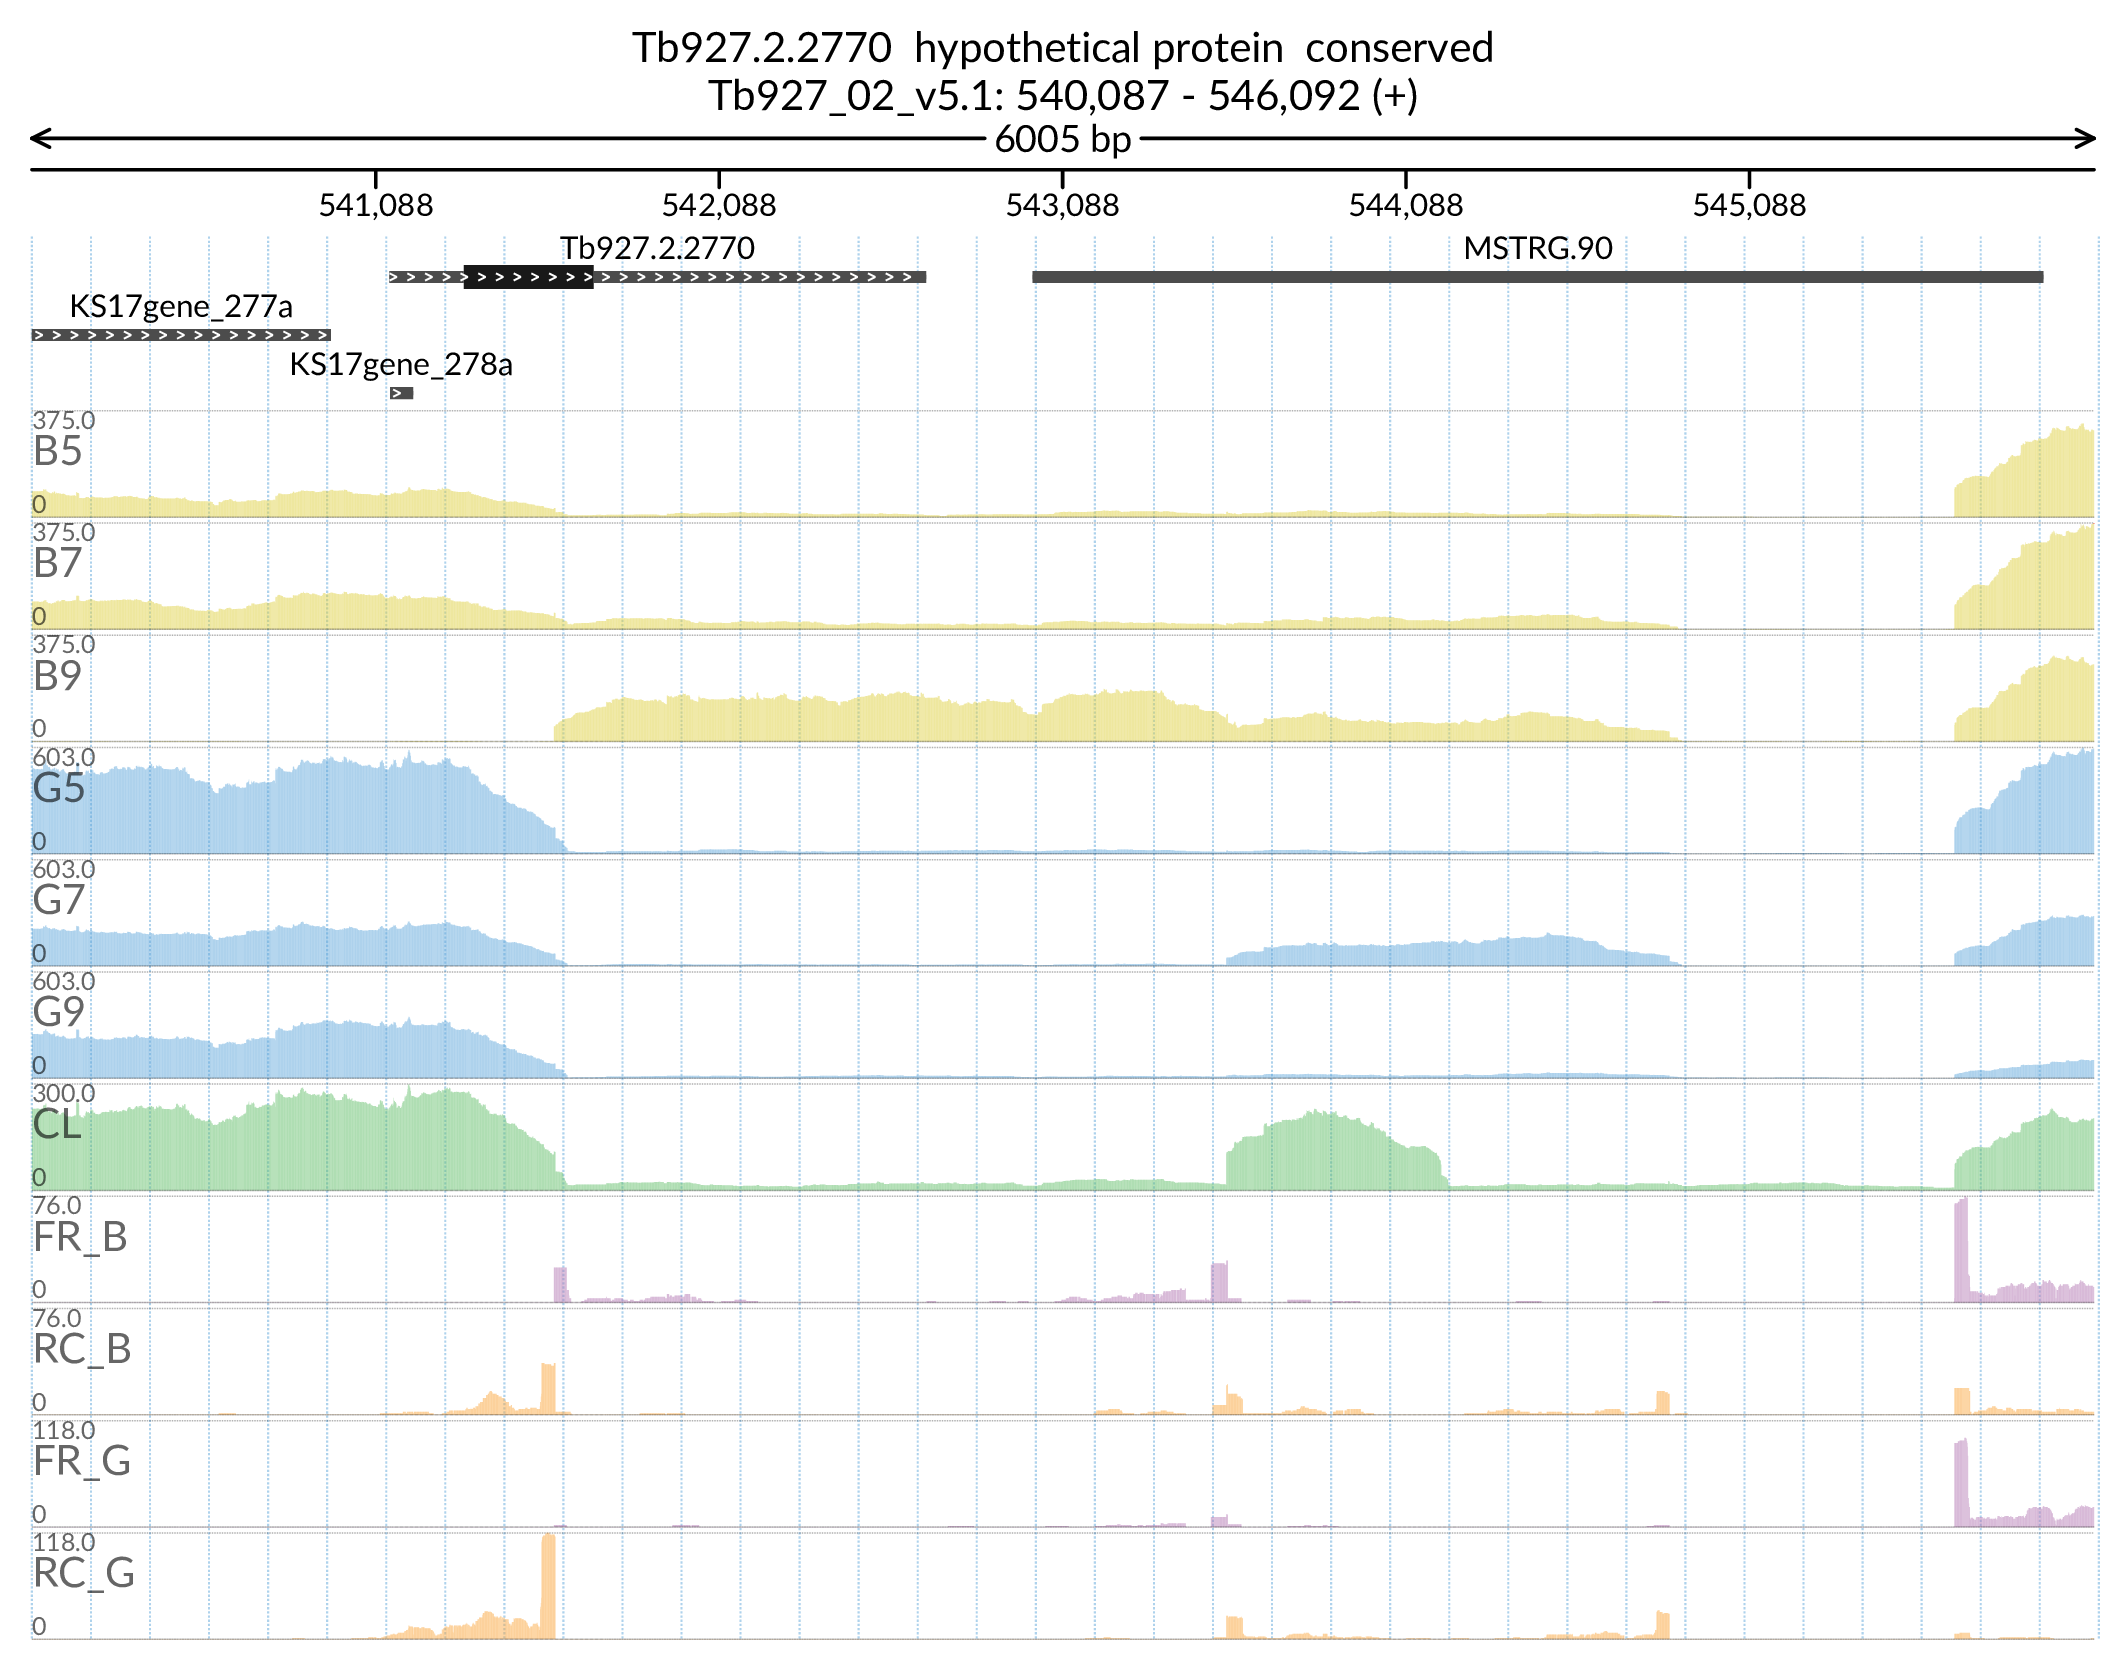 Tb927.2.2770 hypothetical protein conserved
Tb927_02_v5.1: 540,087 - 546,092 (+)
6005 bp
541,088 542,088 543,088 544,088 545,088
Tb927.2.2770 MSTRG.90
KS17gene_277a
KS17gene_278a
375.0
B5
0
375.0
B7
0
375.0
B9
0
603.0
G5
0
603.0
G7
0
603.0
G9
0
300.0
CL
0
76.0
FR_B
0
76.0
RC_B
0
118.0
FR_G
0
118.0
RC_G
0